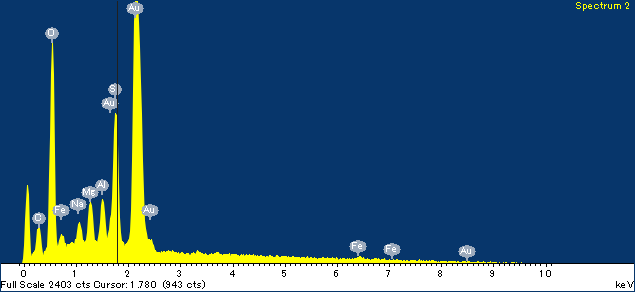 Spectrum 2
Au
O
Si
Au
Al
Mg
Na
Fe
Au
O
Fe
Fe
Au
0 1 2 3 4 5 6 7 8 9 10
Full Scale 2403 cts Cursor: 1.780 (943 cts) keV